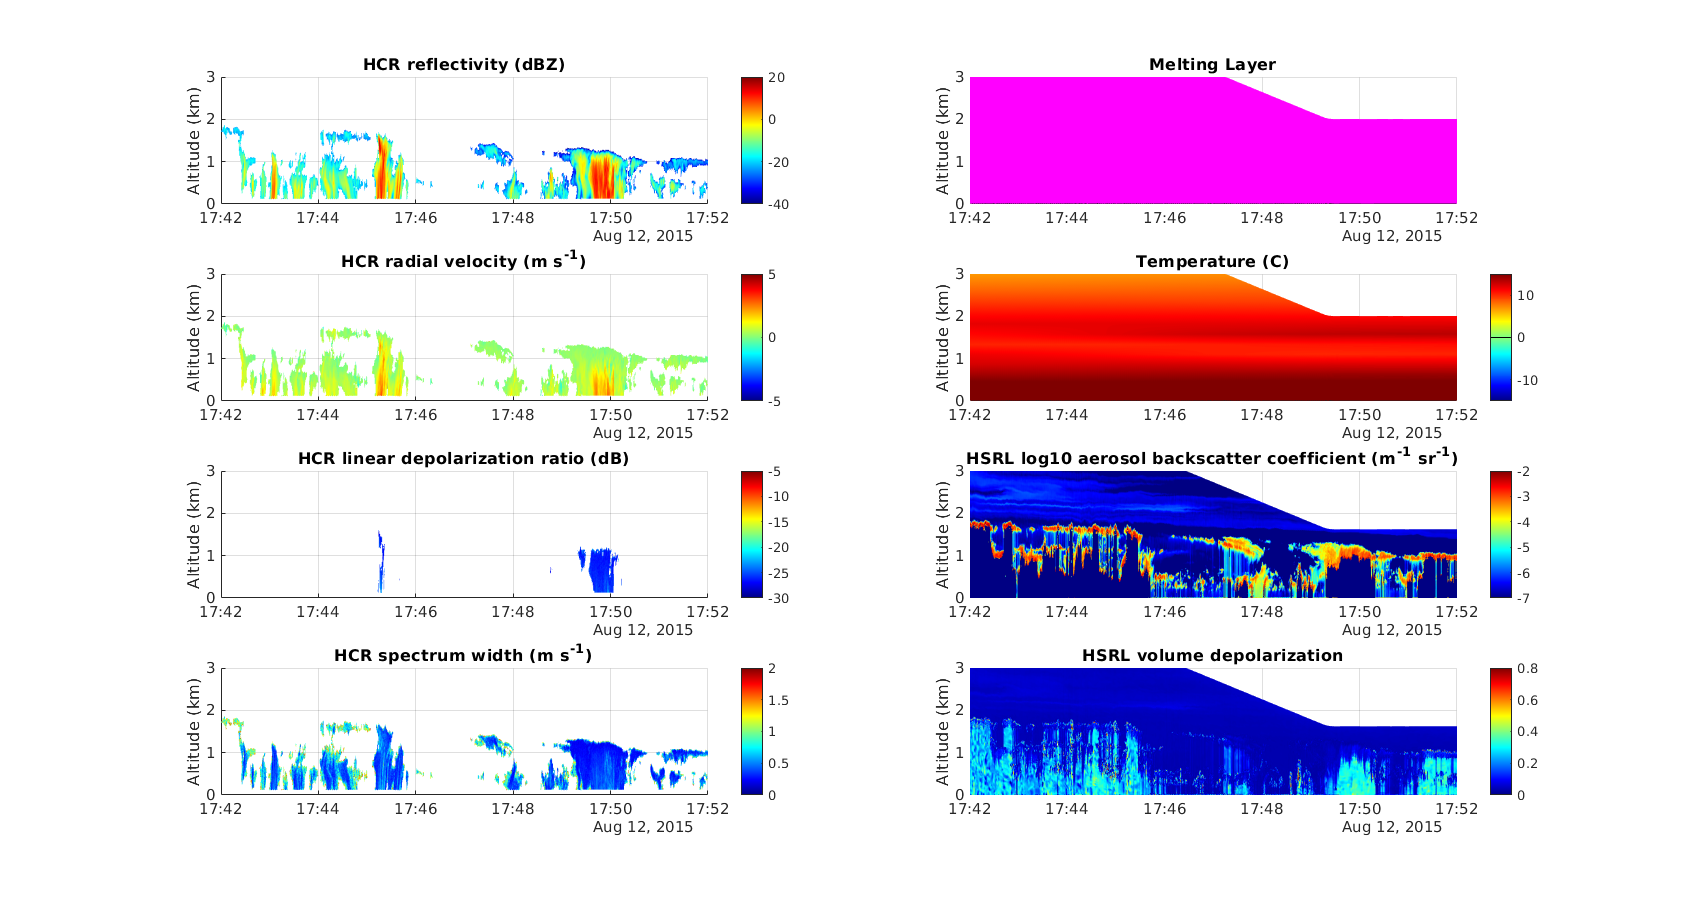 HCR reflectivity (dBZ)
Altitude (km)
3
2
1
0
17:42 17:44 17:46 17:48 17:50 17:52
Aug 12, 2015
20
0
-20
-40
Melting Layer
Altitude (km)
3
2
1
0
17:42 17:44 17:46 17:48 17:50 17:52
Aug 12, 2015
HCR radial velocity (m s-1)
Altitude (km)
3
2
1
0
17:42 17:44 17:46 17:48 17:50 17:52
Aug 12, 2015
5
0
-5
Temperature (C)
Altitude (km)
3
2
1
0
17:42 17:44 17:46 17:48 17:50 17:52
Aug 12, 2015
10
0
-10
HCR linear depolarization ratio (dB)
Altitude (km)
3
2
1
0
17:42 17:44 17:46 17:48 17:50 17:52
Aug 12, 2015
-5
-10
-15
-20
-25
-30
HSRL log10 aerosol backscatter coefficient (m-1 sr-1)
Altitude (km)
3
2
1
0
17:42 17:44 17:46 17:48 17:50 17:52
Aug 12, 2015
-2
-3
-4
-5
-6
-7
HCR spectrum width (m s-1)
Altitude (km)
3
2
1
0
17:42 17:44 17:46 17:48 17:50 17:52
Aug 12, 2015
2
1.5
1
0.5
0
HSRL volume depolarization
Altitude (km)
3
2
1
0
17:42 17:44 17:46 17:48 17:50 17:52
Aug 12, 2015
0.8
0.6
0.4
0.2
0